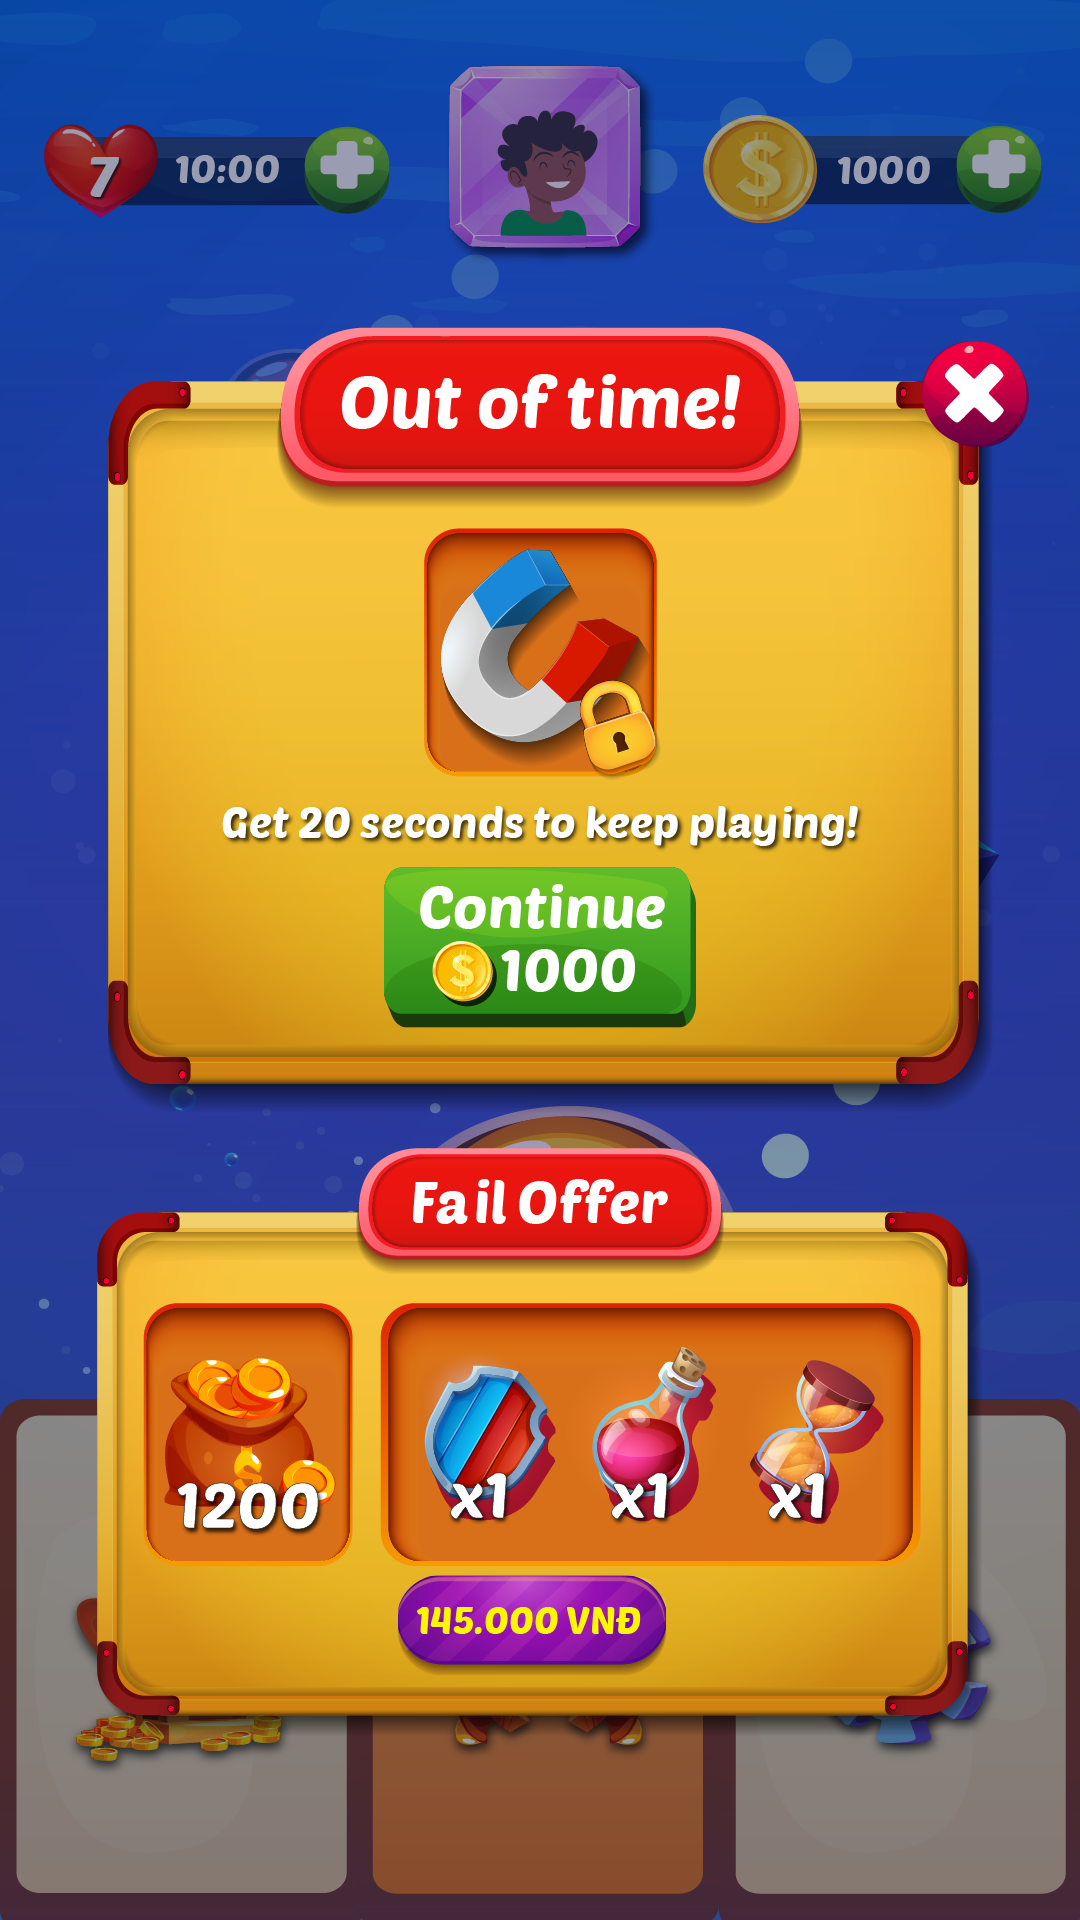 7
10:00
1000
Out of time!
Get 20 seconds to keep playing!
Continue
1000
Fail Offer
1200
x1
x1
x1
145.000 VNĐ